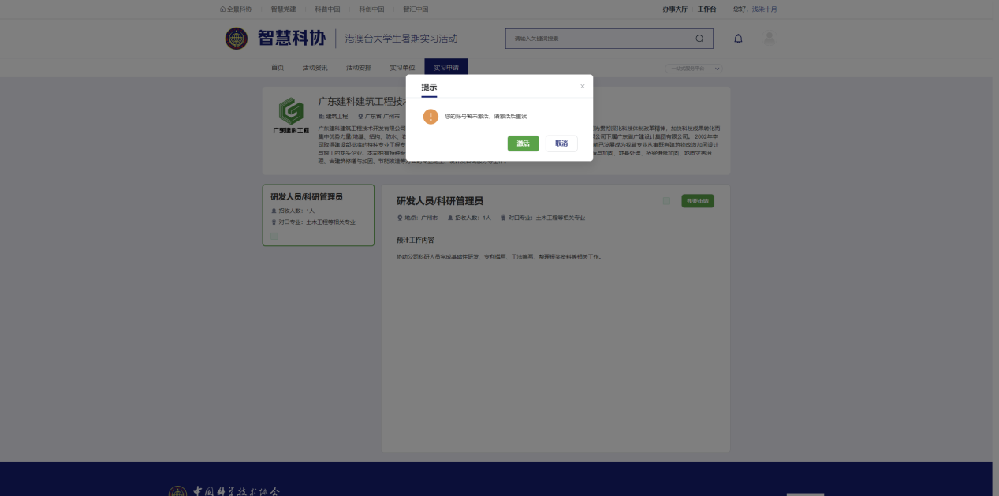 全景科协 智慧党建 科普中国 科创中国 智汇中国 办事大厅 工作台 您好，浅染十月
智慧科协 港澳台大学生暑期实习活动 请输入关键词搜索
首页 活动资讯 活动安排 实习单位 实习申请 一站式服务平台
提示 ×
您的账号暂未激活，请激活后重试
激活 取消
广东建科建筑工程技
建筑工程 广东省-广州市
广东建科工程
广东建科建筑工程技术开发有限公司 为贯彻深化科技体制改革精神，加快科技成果转化而
集中优势力量(地基、结构、防水、 公司下属广东省广建设计集团有限公司。 2002年本
司取得建设部批准的特种专业工程专 前已发展成为我省专业从事既有建筑物改造加固设计
与施工的龙头企业。本司拥有特种专 与加固、地基处理、桥梁维修加固、地质灾害治
理、古建筑修缮与加固、节能改造等
研发人员/科研管理员
招收人数：1人
对口专业：土木工程等相关专业
研发人员/科研管理员 我要申请
地点：广州市 招收人数：1人 对口专业：土木工程等相关专业
预计工作内容
协助公司科研人员完成基础性研发、专利撰写、工法编写、整理报奖资料等相关工作。
中国科学技术协会